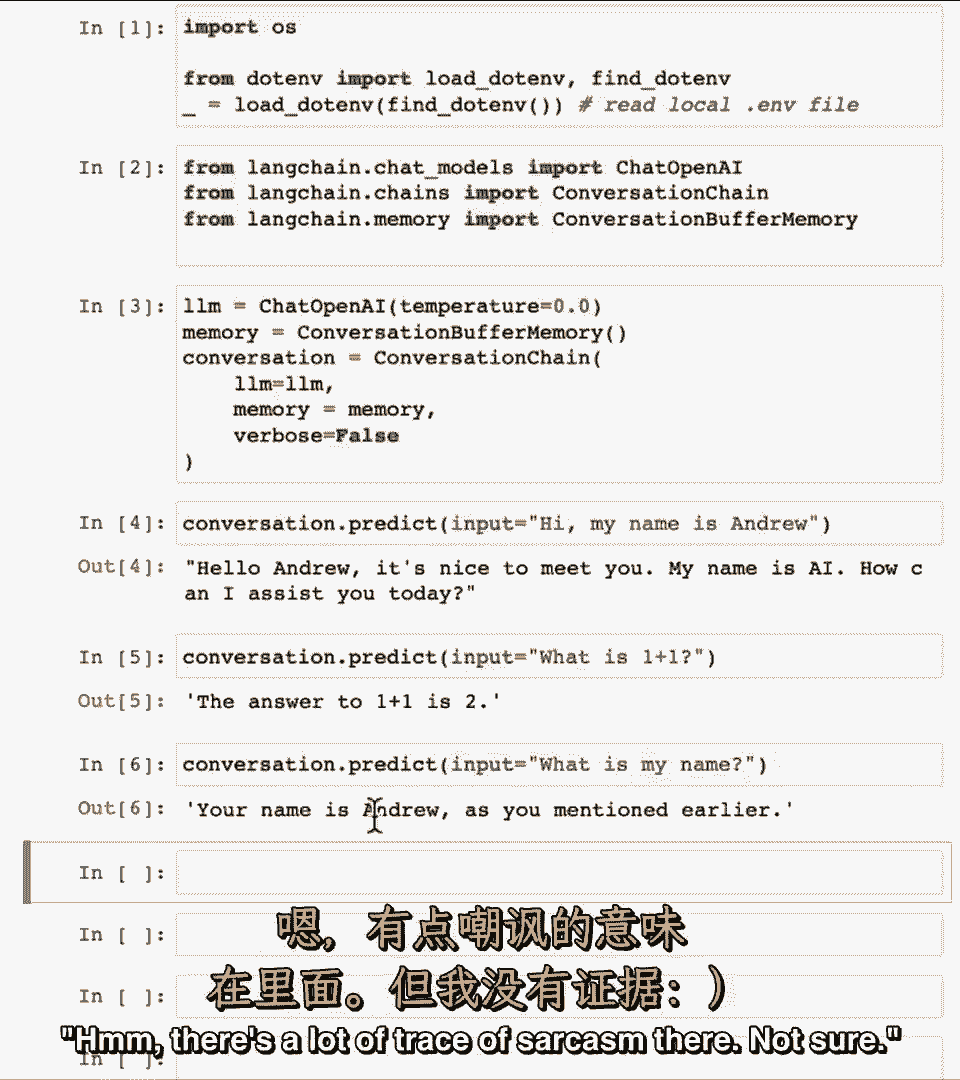 In [1]: import os
from dotenv import load_dotenv, find_dotenv
_ = load_dotenv(find_dotenv()) # read local .env file
In [2]: from langchain.chat_models import ChatOpenAI
from langchain.chains import ConversationChain
from langchain.memory import ConversationBufferMemory
In [3]: llm = ChatOpenAI(temperature=0.0)
memory = ConversationBufferMemory()
conversation = ConversationChain(
    llm=llm,
    memory = memory,
    verbose=False
)
In [4]: conversation.predict(input="Hi, my name is Andrew")
Out[4]: "Hello Andrew, it's nice to meet you. My name is AI. How c
an I assist you today?"
In [5]: conversation.predict(input="What is 1+1?")
Out[5]: 'The answer to 1+1 is 2.'
In [6]: conversation.predict(input="What is my name?")
Out[6]: 'Your name is Andrew, as you mentioned earlier.'
In [ ]:
In [ ]:
嗯，有点嘲讽的意味
In [ ]:
在里面。但我没有证据：）
"Hmm, there's a lot of trace of sarcasm there. Not sure."
In [ ]: